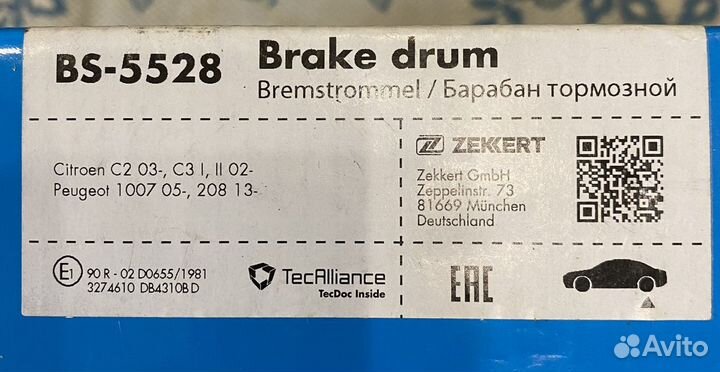 BS-5528
Brake drum
Bremstrommel / Барабан тормозной
Citroen C2 03-, C3 I, II 02-
Peugeot 1007 05-, 208 13-
ZEKKERT
Zekkert GmbH
Zeppelinstr. 73
81669 München
Deutschland
E1
90 R - 02 D0655/1981
3274610 DB4310B D
TecAlliance
TecDoc Inside
EAC
Avito